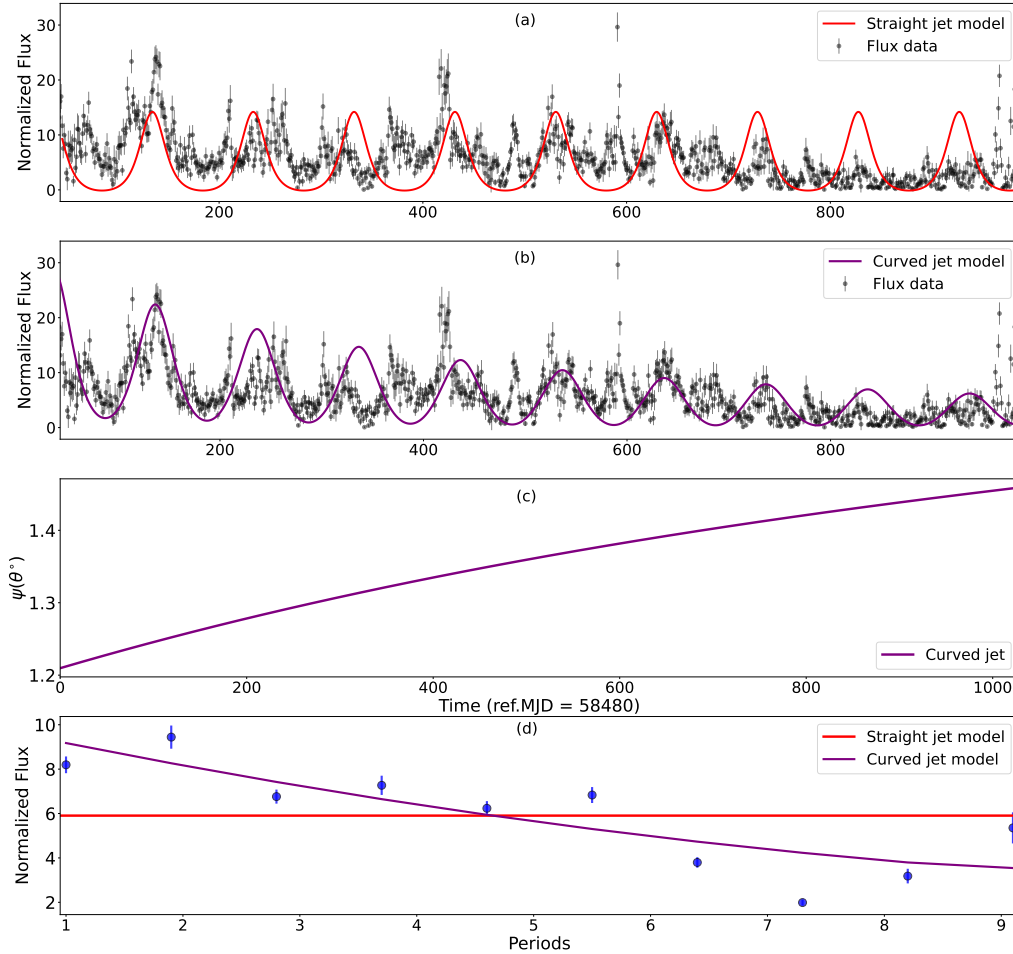 (a)
Straight jet model
Flux data
Normalized Flux
30
20
10
0
200
400
600
800
(b)
Curved jet model
Flux data
Normalized Flux
30
20
10
0
200
400
600
800
(c)
ψ(θ°)
1.4
1.3
1.2
Curved jet
0
200
400
600
800
1000
Time (ref.MJD = 58480)
(d)
Straight jet model
Curved jet model
Normalized Flux
10
8
6
4
2
1
2
3
4
5
6
7
8
9
Periods